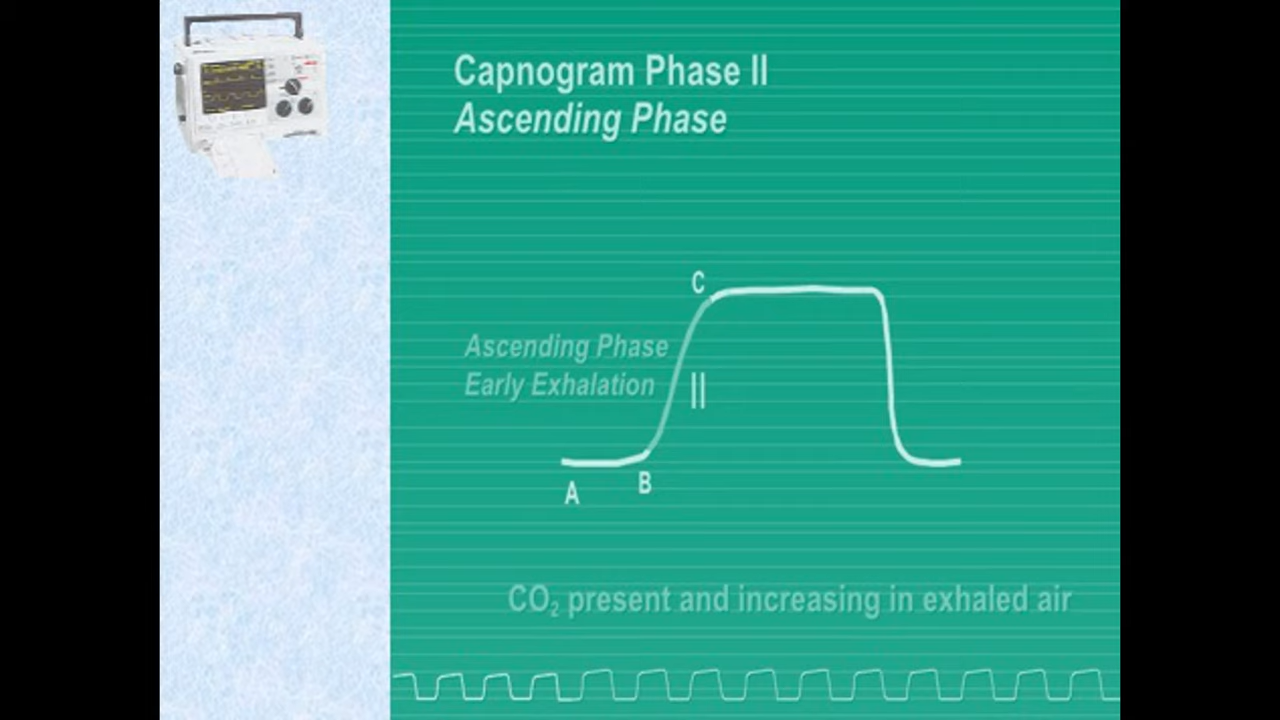 Capnogram Phase II
Ascending Phase
C
Ascending Phase
Early Exhalation
II
B
A
CO₂ present and increasing in exhaled air